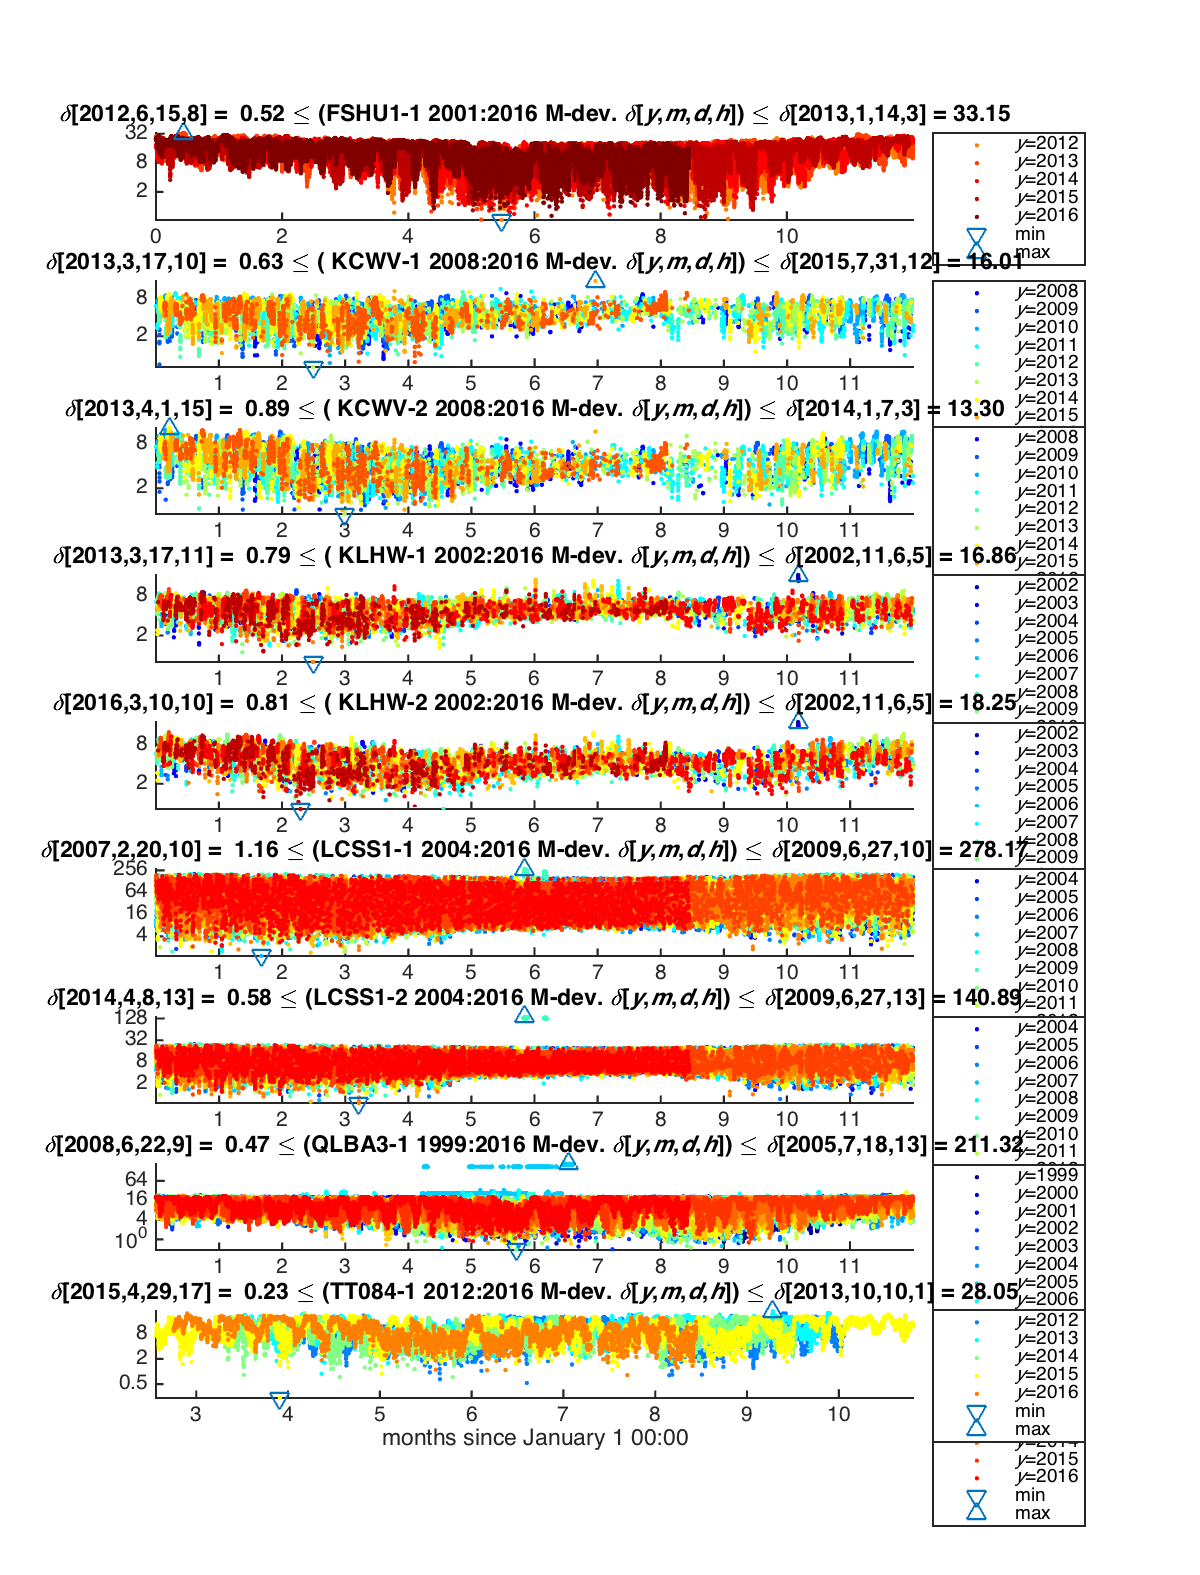 δ[2012,6,15,8] = 0.52 ≤ (FSHU1-1 2001:2016 M-dev. δ[y,m,d,h]) ≤ δ[2013,1,14,3] = 33.15
32
8
2
0 2 4 6 8 10
y=2012
y=2013
y=2014
y=2015
y=2016
min
max
δ[2013,3,17,10] = 0.63 ≤ ( KCWV-1 2008:2016 M-dev. δ[y,m,d,h]) ≤ δ[2015,7,31,12] = 16.01
8
2
1 2 3 4 5 6 7 8 9 10 11
y=2008
y=2009
y=2010
y=2011
y=2012
y=2013
y=2014
y=2015
δ[2013,4,1,15] = 0.89 ≤ ( KCWV-2 2008:2016 M-dev. δ[y,m,d,h]) ≤ δ[2014,1,7,3] = 13.30
8
2
1 2 3 4 5 6 7 8 9 10 11
y=2008
y=2009
y=2010
y=2011
y=2012
y=2013
y=2014
y=2015
δ[2013,3,17,11] = 0.79 ≤ ( KLHW-1 2002:2016 M-dev. δ[y,m,d,h]) ≤ δ[2002,11,6,5] = 16.86
8
2
1 2 3 4 5 6 7 8 9 10 11
y=2002
y=2003
y=2004
y=2005
y=2006
y=2007
y=2008
y=2009
δ[2016,3,10,10] = 0.81 ≤ ( KLHW-2 2002:2016 M-dev. δ[y,m,d,h]) ≤ δ[2002,11,6,5] = 18.25
8
2
1 2 3 4 5 6 7 8 9 10 11
y=2002
y=2003
y=2004
y=2005
y=2006
y=2007
y=2008
y=2009
δ[2007,2,20,10] = 1.16 ≤ (LCSS1-1 2004:2016 M-dev. δ[y,m,d,h]) ≤ δ[2009,6,27,10] = 278.17
256
64
16
4
1 2 3 4 5 6 7 8 9 10 11
y=2004
y=2005
y=2006
y=2007
y=2008
y=2009
y=2010
y=2011
δ[2014,4,8,13] = 0.58 ≤ (LCSS1-2 2004:2016 M-dev. δ[y,m,d,h]) ≤ δ[2009,6,27,13] = 140.89
128
32
8
2
1 2 3 4 5 6 7 8 9 10 11
y=2004
y=2005
y=2006
y=2007
y=2008
y=2009
y=2010
y=2011
δ[2008,6,22,9] = 0.47 ≤ (QLBA3-1 1999:2016 M-dev. δ[y,m,d,h]) ≤ δ[2005,7,18,13] = 211.32
64
16
4
10⁰
1 2 3 4 5 6 7 8 9 10 11
y=1999
y=2000
y=2001
y=2002
y=2003
y=2004
y=2005
y=2006
δ[2015,4,29,17] = 0.23 ≤ (TT084-1 2012:2016 M-dev. δ[y,m,d,h]) ≤ δ[2013,10,10,1] = 28.05
8
2
0.5
3 4 5 6 7 8 9 10
months since January 1 00:00
y=2012
y=2013
y=2014
y=2015
y=2016
min
max
y=2015
y=2016
min
max